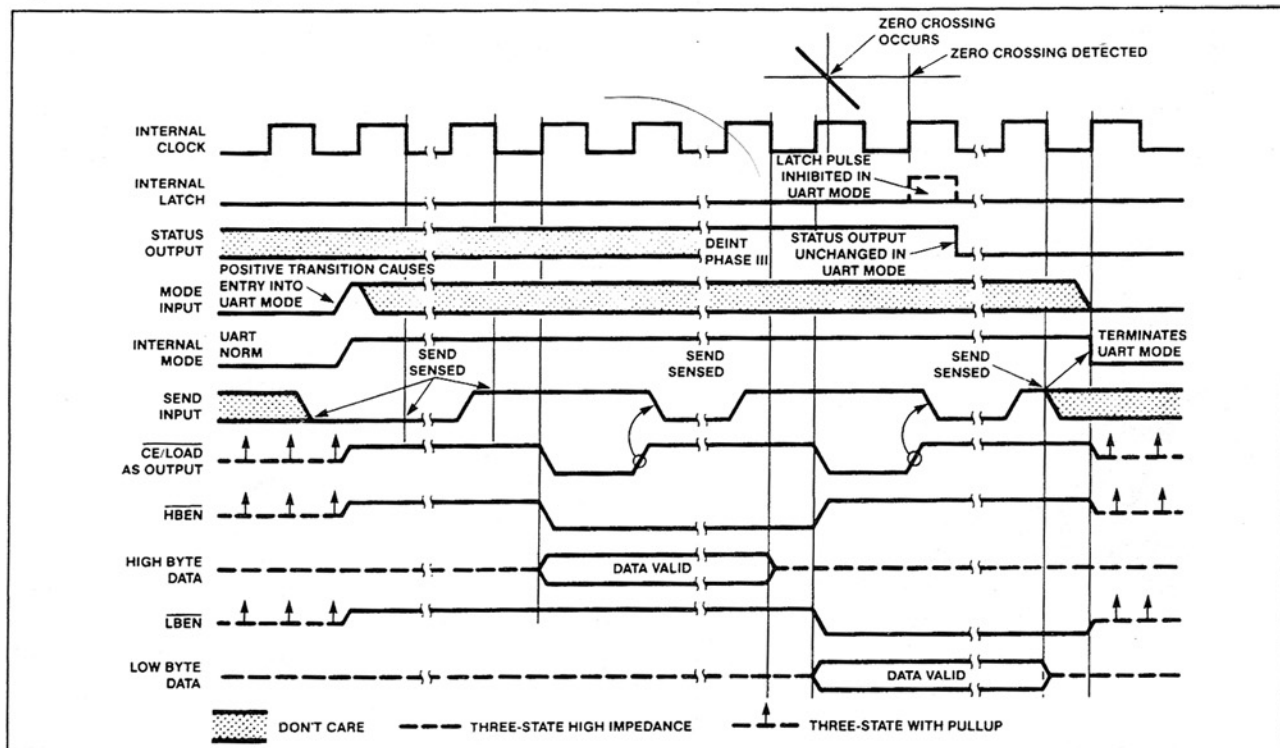 ZERO CROSSING
OCCURS
ZERO CROSSING DETECTED
INTERNAL
CLOCK
LATCH PULSE
INHIBITED IN
UART MODE
INTERNAL
LATCH
STATUS
OUTPUT
DEINT
PHASE III
STATUS OUTPUT
UNCHANGED IN
UART MODE
POSITIVE TRANSITION CAUSES
ENTRY INTO
UART MODE
MODE
INPUT
INTERNAL
MODE
UART
NORM
SEND
SENSED
SEND
SENSED
SEND
SENSED
TERMINATES
UART MODE
SEND
INPUT
CE/LOAD
AS OUTPUT
HBEN
HIGH BYTE
DATA
DATA VALID
LBEN
LOW BYTE
DATA
DATA VALID
DON'T CARE
THREE-STATE HIGH IMPEDANCE
THREE-STATE WITH PULLUP